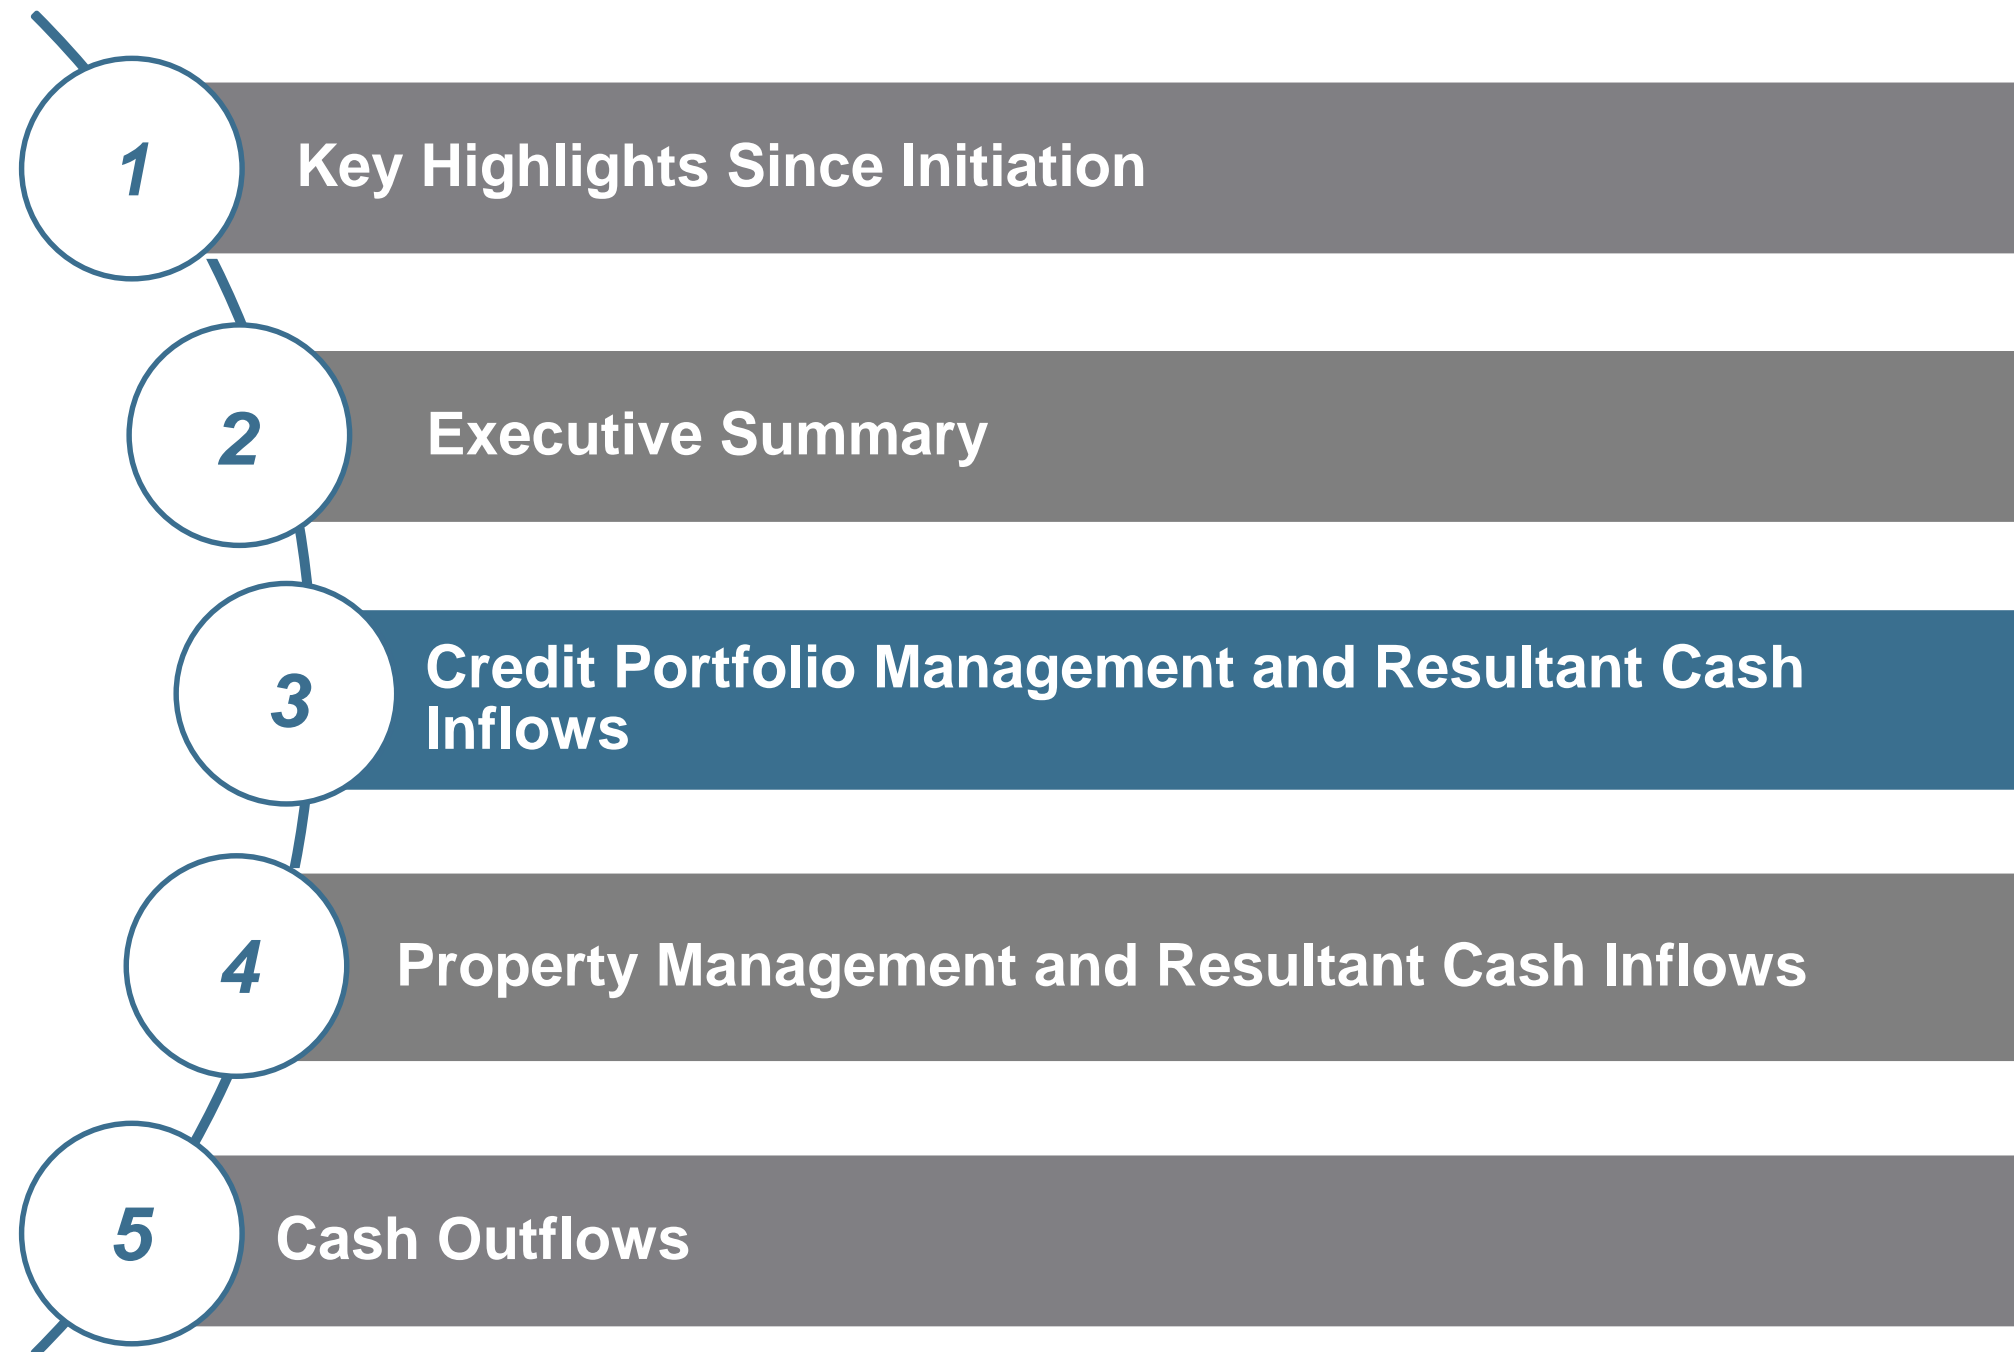 1
Key Highlights Since Initiation
2
Executive Summary
3
Credit Portfolio Management and Resultant Cash
Inflows
4
Property Management and Resultant Cash Inflows
5
Cash Outflows